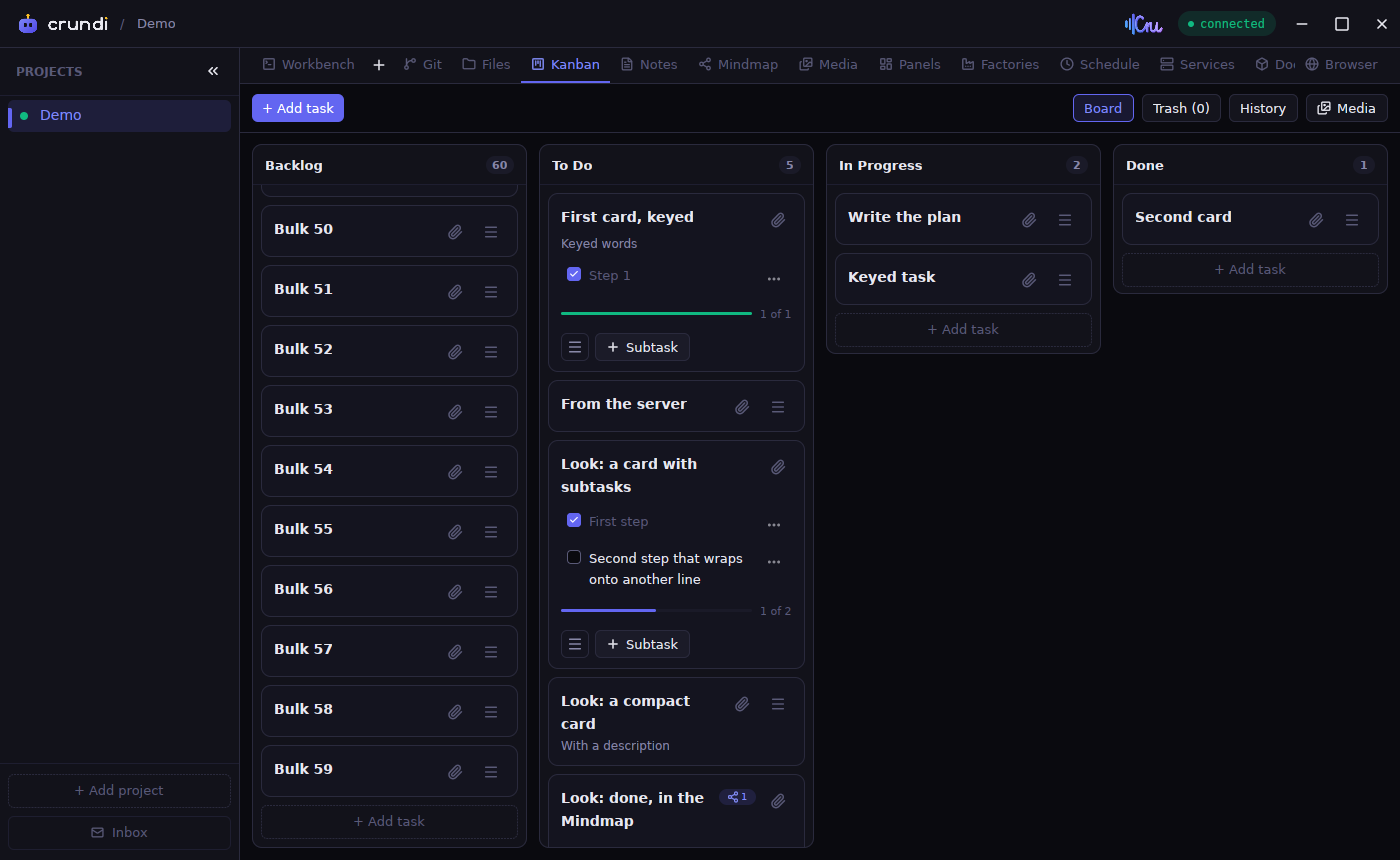 crundi / Demo
Cru
connected
PROJECTS
Workbench
Git
Files
Kanban
Notes
Mindmap
Media
Panels
Factories
Schedule
Services
Browser
Demo
+ Add task
Board
Trash (0)
History
Media
Backlog 60
Bulk 50
Bulk 51
Bulk 52
Bulk 53
Bulk 54
Bulk 55
Bulk 56
Bulk 57
Bulk 58
Bulk 59
+ Add task
To Do 5
First card, keyed
Keyed words
Step 1
1 of 1
+ Subtask
From the server
Look: a card with
subtasks
First step
Second step that wraps
onto another line
1 of 2
+ Subtask
Look: a compact
card
With a description
Look: done, in the
Mindmap
1
In Progress 2
Write the plan
Keyed task
+ Add task
Done 1
Second card
+ Add task
+ Add project
Inbox